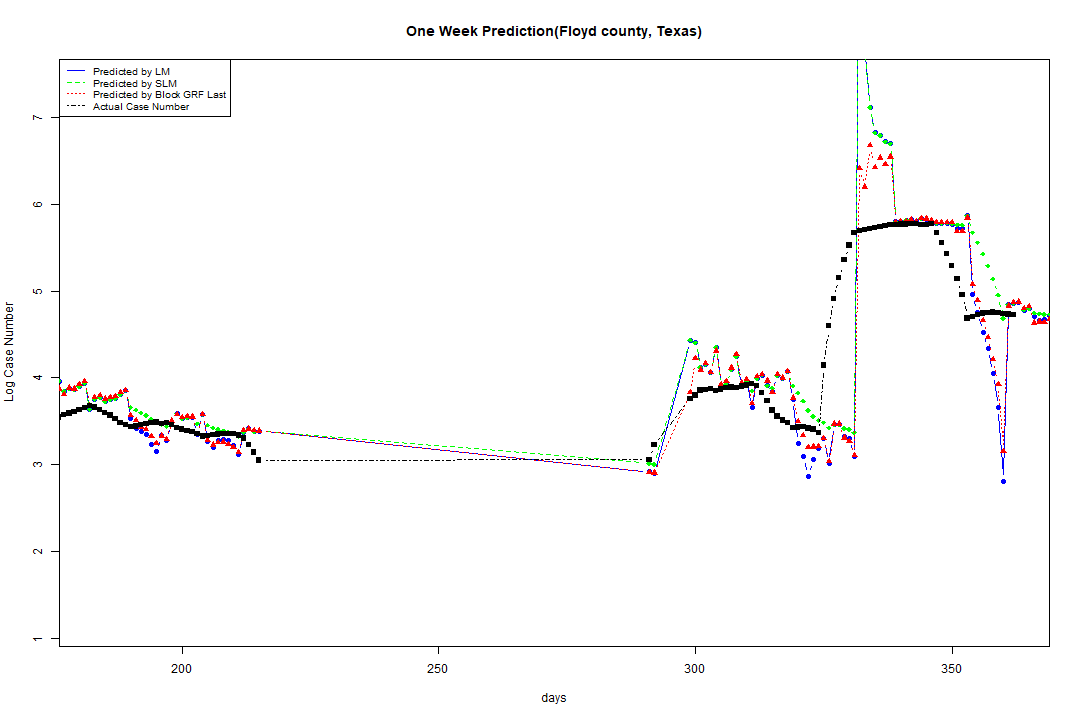 One Week Prediction(Floyd county, Texas)
Predicted by LM
Predicted by SLM
Predicted by Block GRF Last
Actual Case Number
7
6
5
4
3
2
1
Log Case Number
200
250
300
350
days